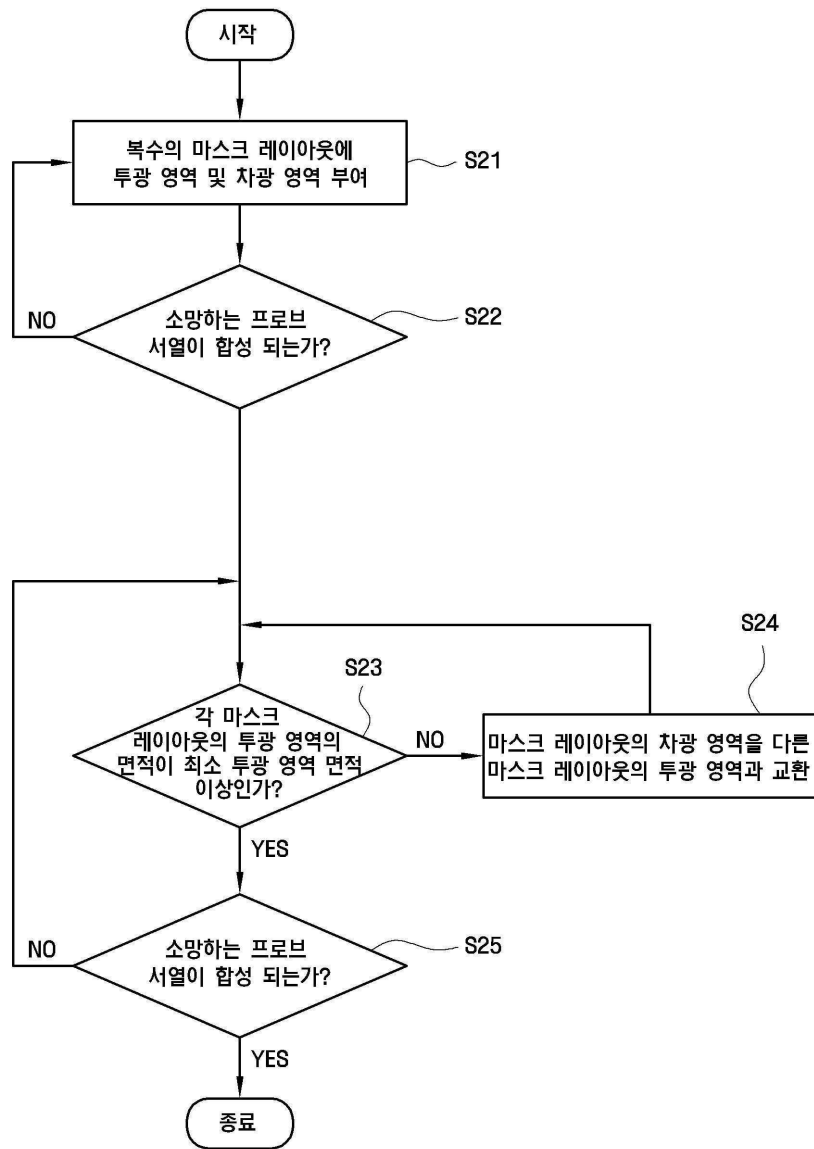 시작
복수의 마스크 레이아웃에
투광 영역 및 차광 영역 부여
S21
소망하는 프로브
서열이 합성 되는가?
S22
NO
각 마스크
레이아웃의 투광 영역의
면적이 최소 투광 영역 면적
이상인가?
S23
NO
마스크 레이아웃의 차광 영역을 다른
마스크 레이아웃의 투광 영역과 교환
S24
YES
소망하는 프로브
서열이 합성 되는가?
S25
NO
YES
종료